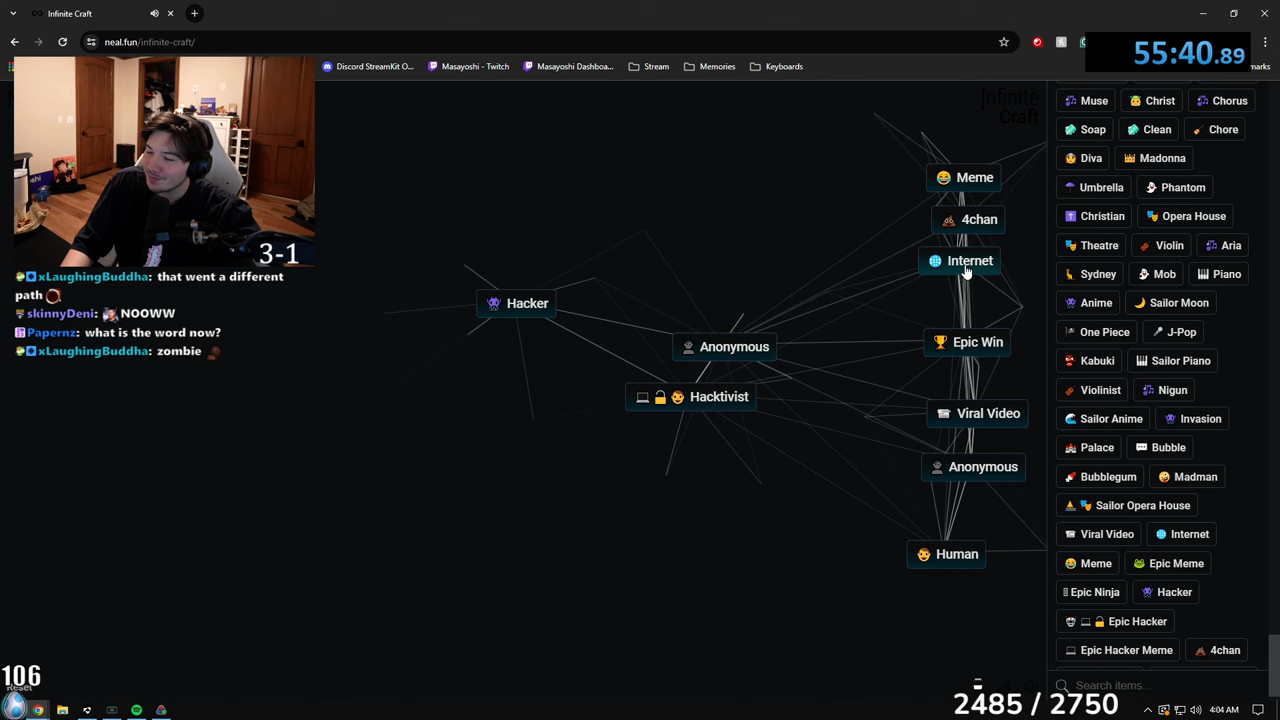 Infinite Craft
neal.fun/infinite-craft/
55:40.89
Discord StreamKit O...
Masayoshi - Twitch
Masayoshi Dashboa...
Stream
Memories
Keyboards
3-1
xLaughingBuddha: that went a different
path
skinnyDeni: NOOWW
Papernz: what is the word now?
xLaughingBuddha: zombie
106
Reset
Infinite
Craft
Meme
4chan
Internet
Hacker
Anonymous
Epic Win
Hacktivist
Viral Video
Anonymous
Human
Muse Christ Chorus
Soap Clean Chore
Diva Madonna
Umbrella Phantom
Christian Opera House
Theatre Violin Aria
Sydney Mob Piano
Anime Sailor Moon
One Piece J-Pop
Kabuki Sailor Piano
Violinist Nigun
Sailor Anime Invasion
Palace Bubble
Bubblegum Madman
Sailor Opera House
Viral Video Internet
Meme Epic Meme
Epic Ninja Hacker
Epic Hacker
Epic Hacker Meme 4chan
Search items...
2485 / 2750
4:04 AM